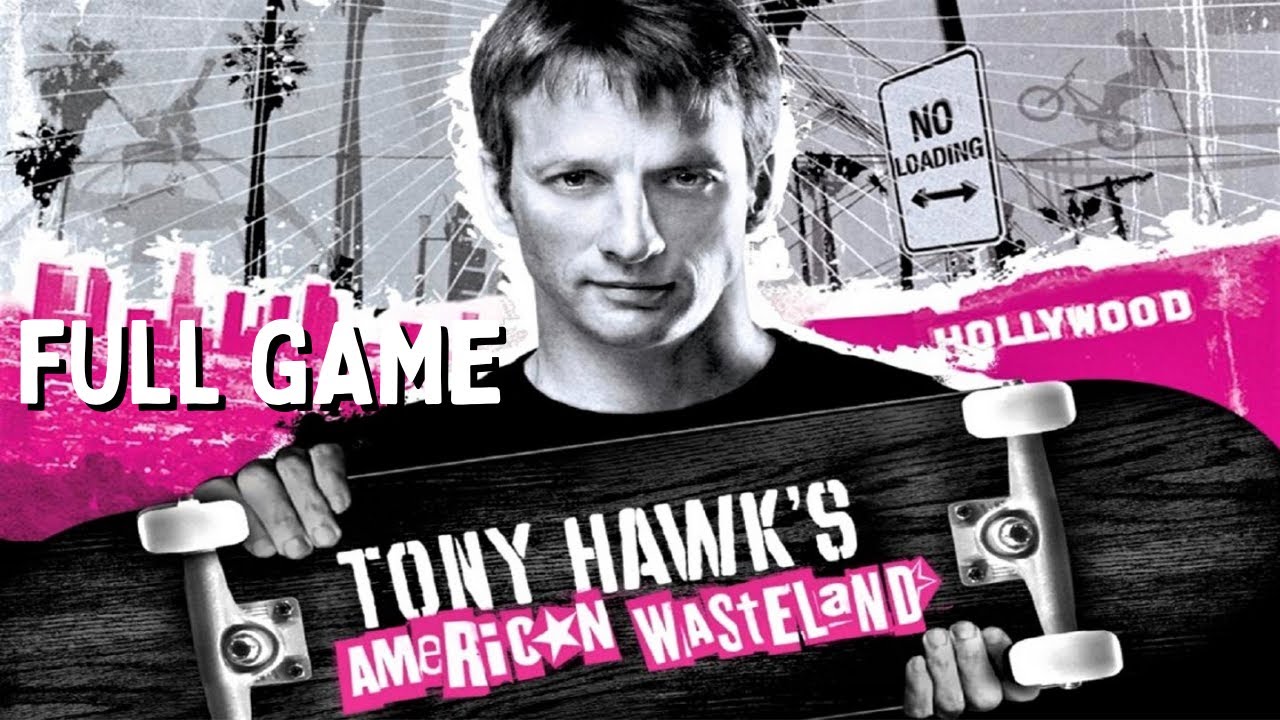 NO
LOADING
HOLLYWOOD
FULL GAME
TONY HAWK'S
AMeRiCAN WASTELaND